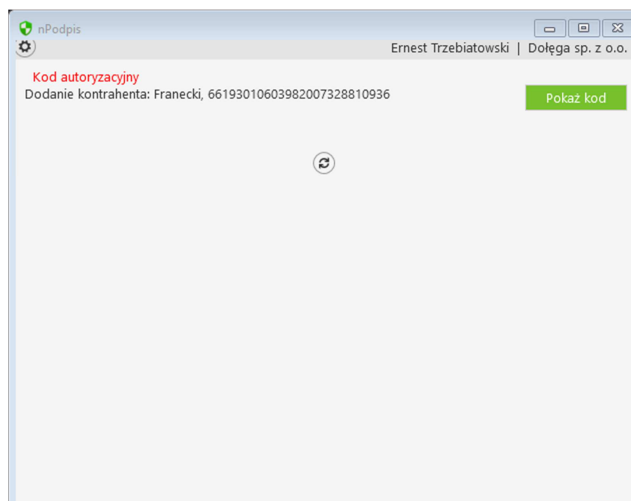 nPodpis
Ernest Trzebiatowski | Dołęga sp. z o.o.
Kod autoryzacyjny
Dodanie kontrahenta: Franecki, 66193010603982007328810936
Pokaż kod